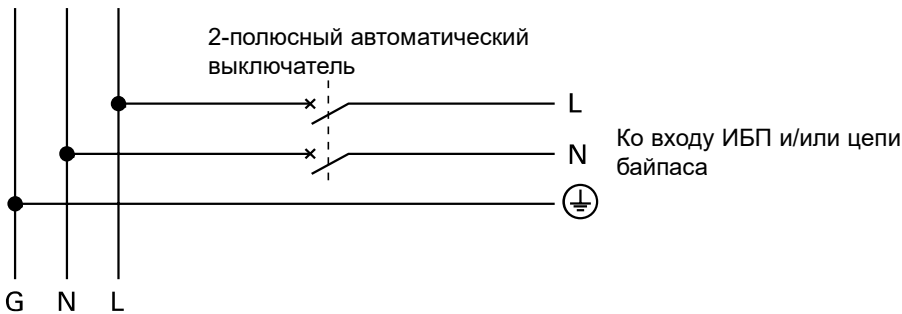 2-полюсный автоматический
выключатель
L
N
Ко входу ИБП и/или цепи
байпаса
G N L